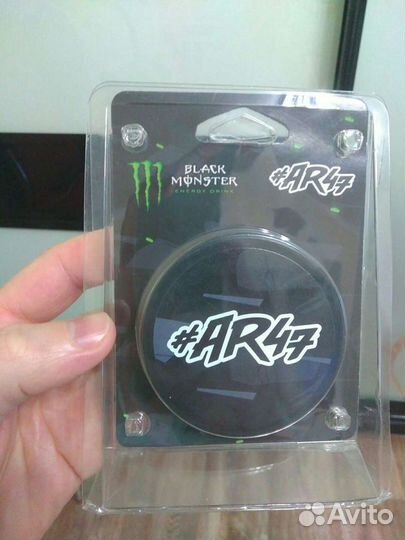 BLACK
MONSTER
ENERGY DRINK
#AR47
#AR47
Avito